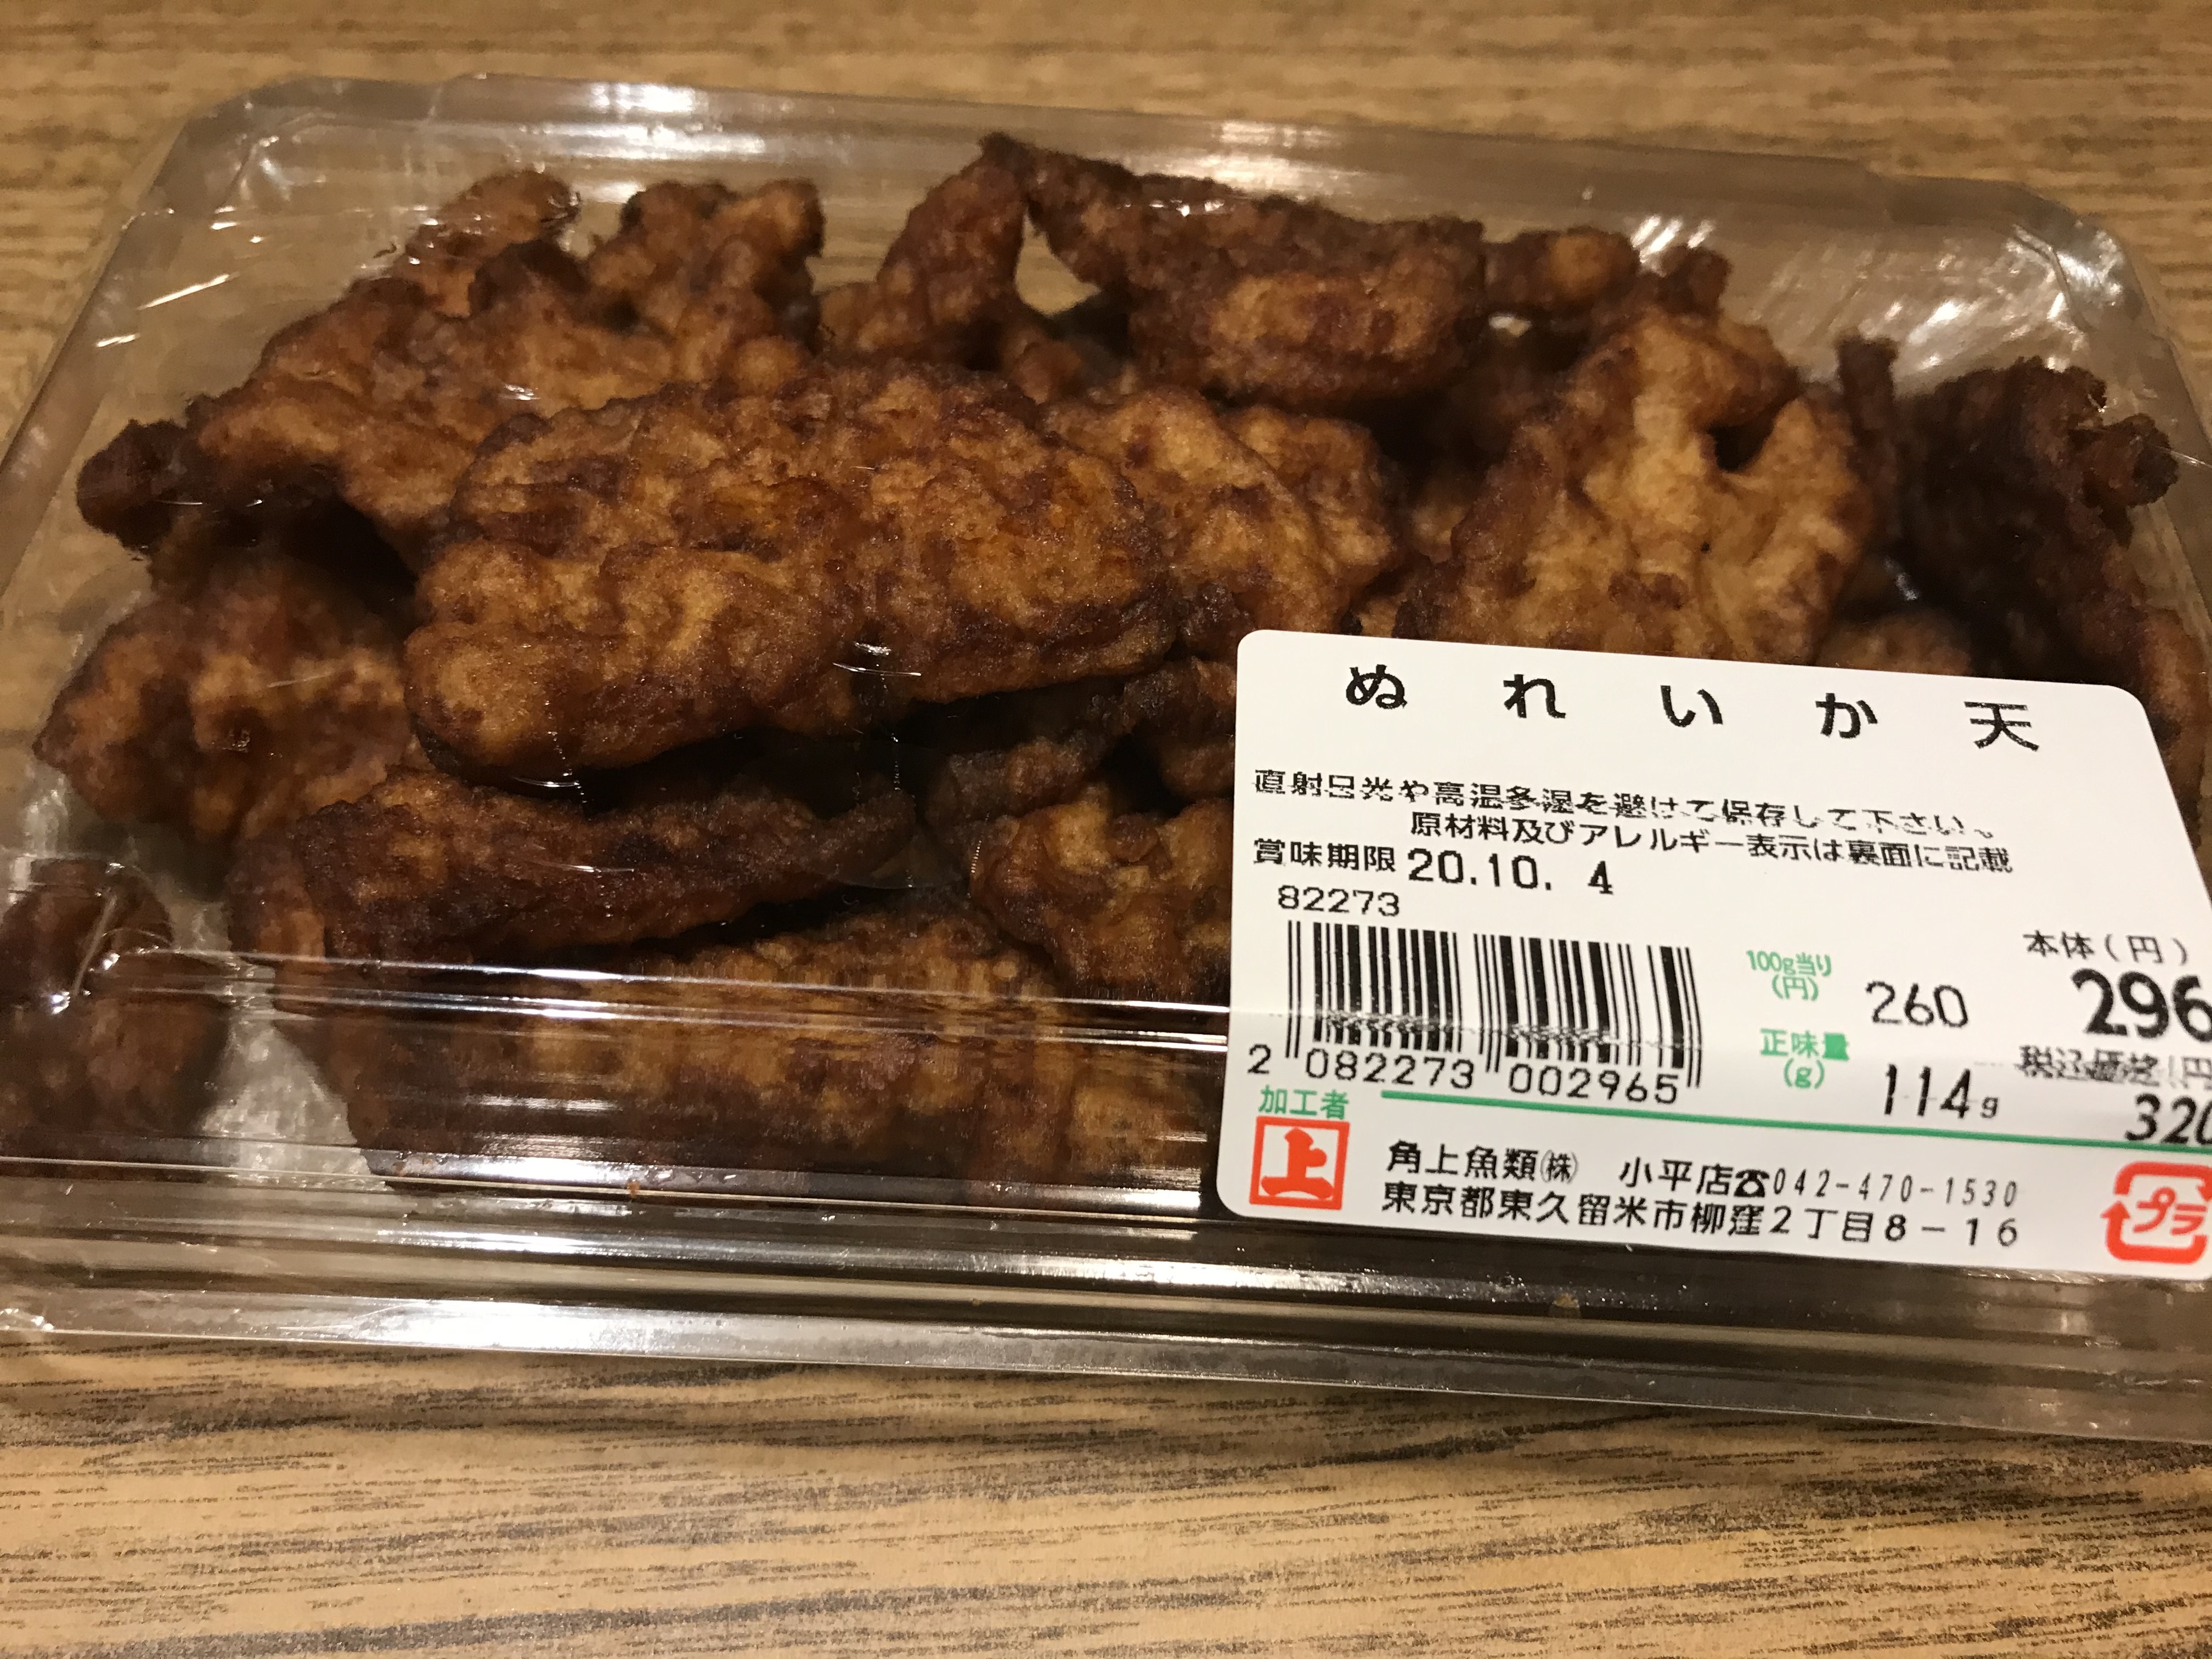 ぬれいか天
直射日光や高温多湿を避けて保存して下さい。
原材料及びアレルギー表示は裏面に記載
賞味期限 20.10. 4
82273
本体(円)
100g当り(円) 260 296
正味量(g) 114g
税込価格(円) 320
2 082273 002965
加工者
上 角上魚類㈱ 小平店☎042-470-1530
東京都東久留米市柳窪2丁目8-16
プラ